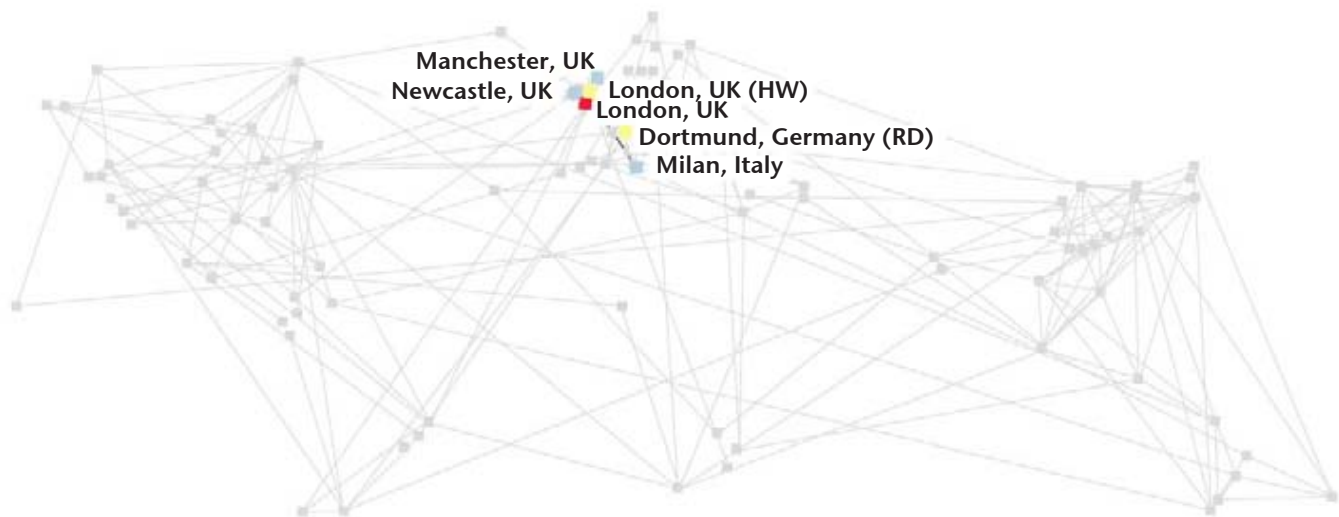 Manchester, UK
Newcastle, UK
London, UK (HW)
London, UK
Dortmund, Germany (RD)
Milan, Italy